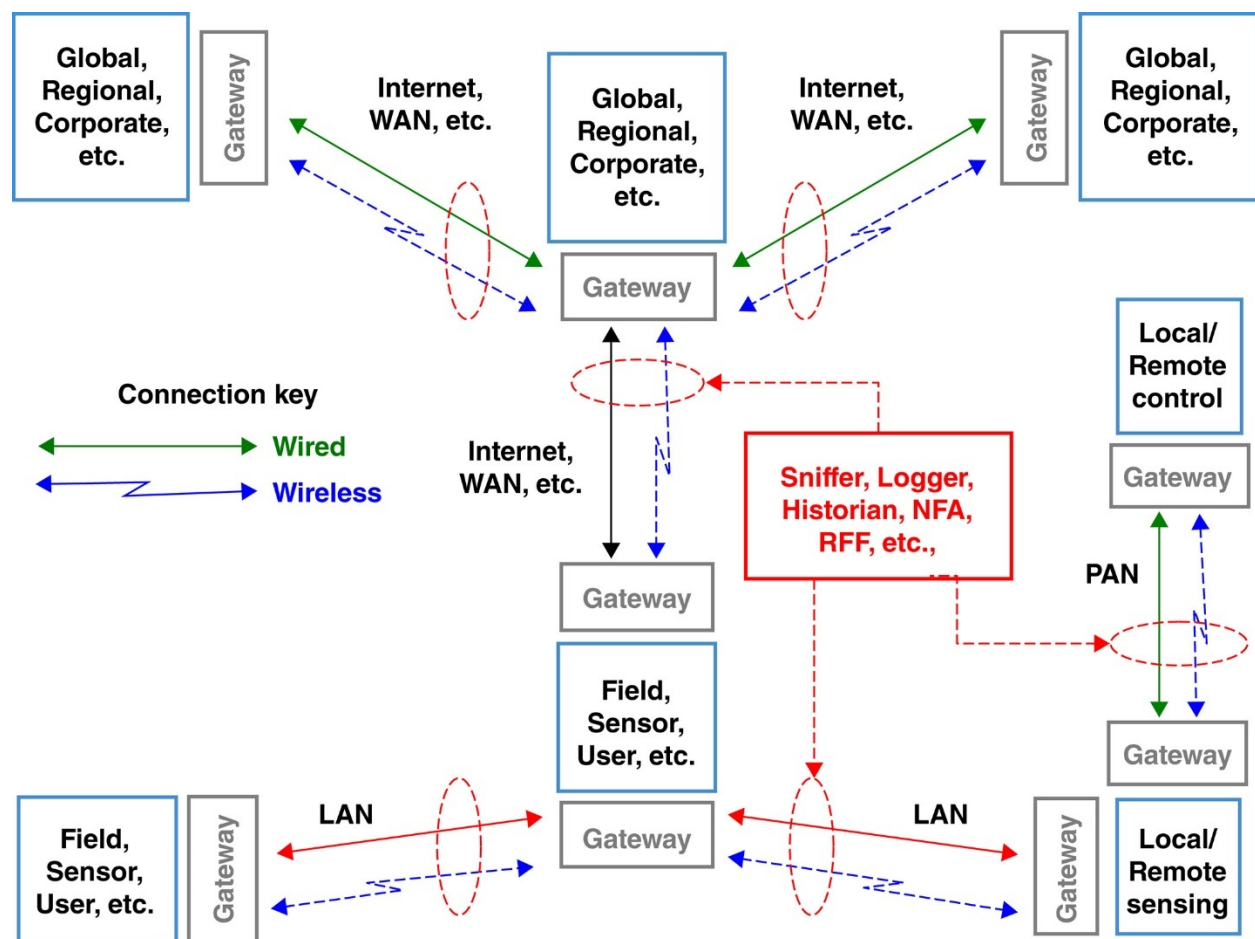 Global,
Regional,
Corporate,
etc.
Gateway
Internet,
WAN, etc.
Global,
Regional,
Corporate,
etc.
Gateway
Internet,
WAN, etc.
Gateway
Global,
Regional,
Corporate,
etc.
Connection key
Wired
Wireless
Internet,
WAN, etc.
Sniffer, Logger,
Historian, NFA,
RFF, etc.,
Local/
Remote
control
Gateway
PAN
Gateway
Gateway
Field,
Sensor,
User, etc.
Gateway
Field,
Sensor,
User, etc.
Gateway
LAN
LAN
Gateway
Local/
Remote
sensing